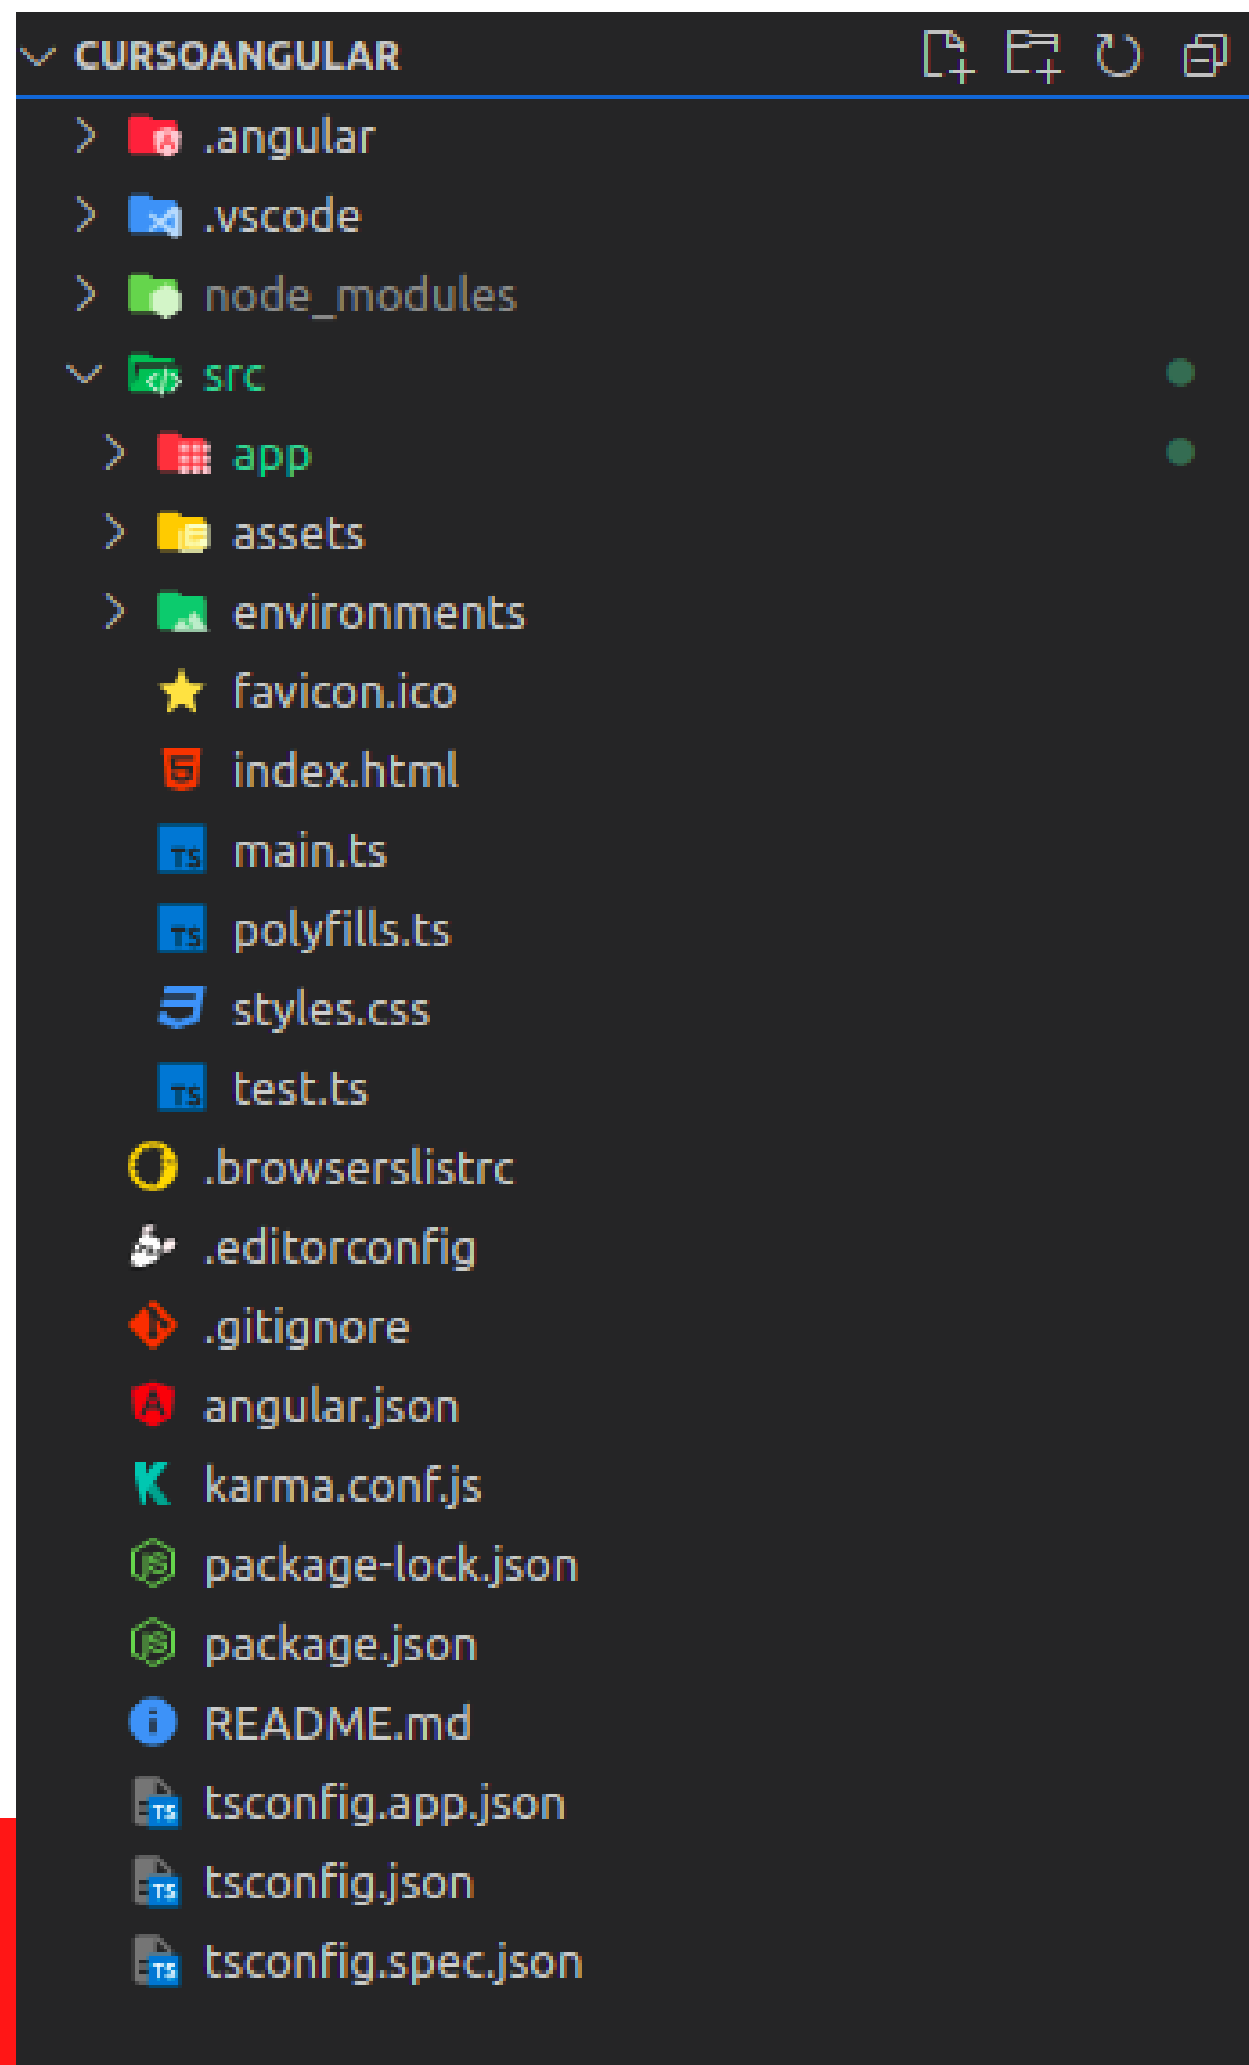 CURSOANGULAR
.angular
.vscode
node_modules
src
app
assets
environments
favicon.ico
index.html
main.ts
polyfills.ts
styles.css
test.ts
.browserslistrc
.editorconfig
.gitignore
angular.json
karma.conf.js
package-lock.json
package.json
README.md
tsconfig.app.json
tsconfig.json
tsconfig.spec.json